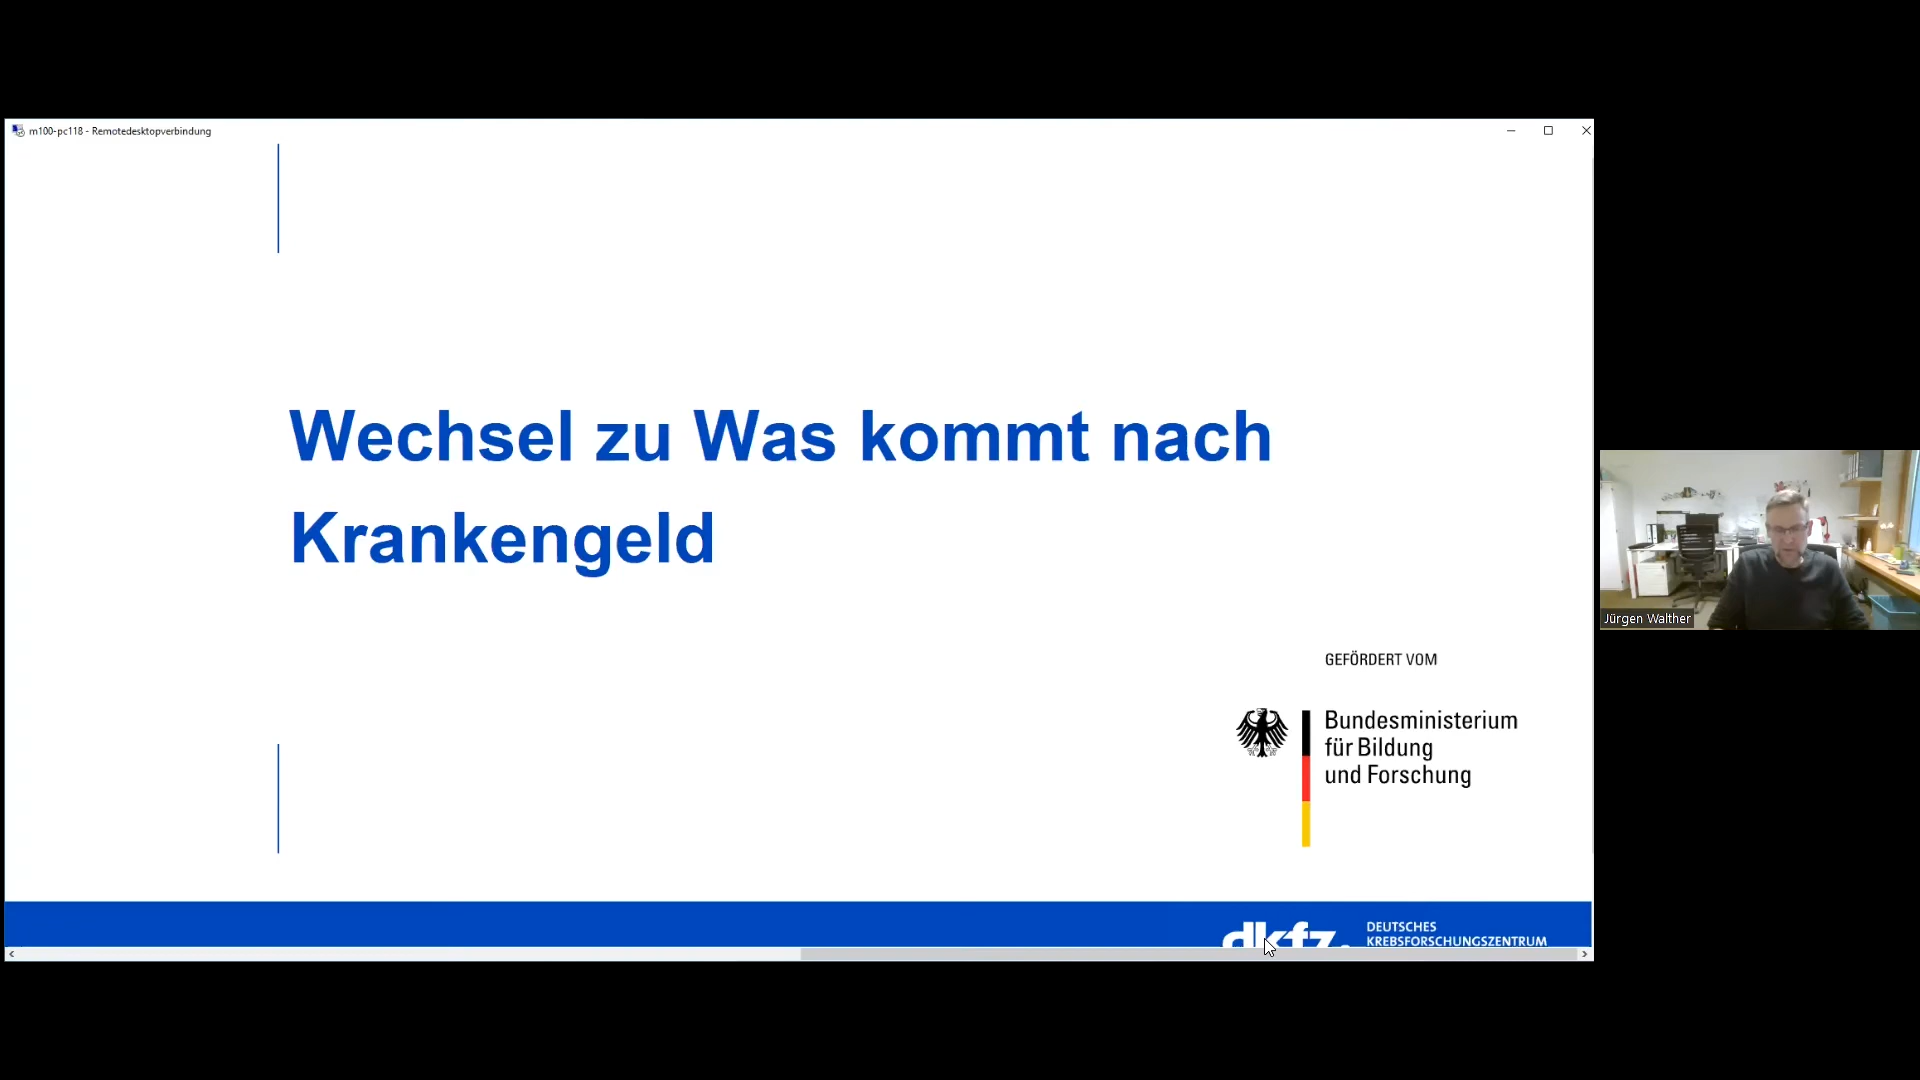 m100-pc118 - Remotedesktopverbindung
Wechsel zu Was kommt nach
Krankengeld
Jürgen Walther
GEFÖRDERT VOM
Bundesministerium
für Bildung
und Forschung
dkfz.
DEUTSCHES
KREBSFORSCHUNGSZENTRUM